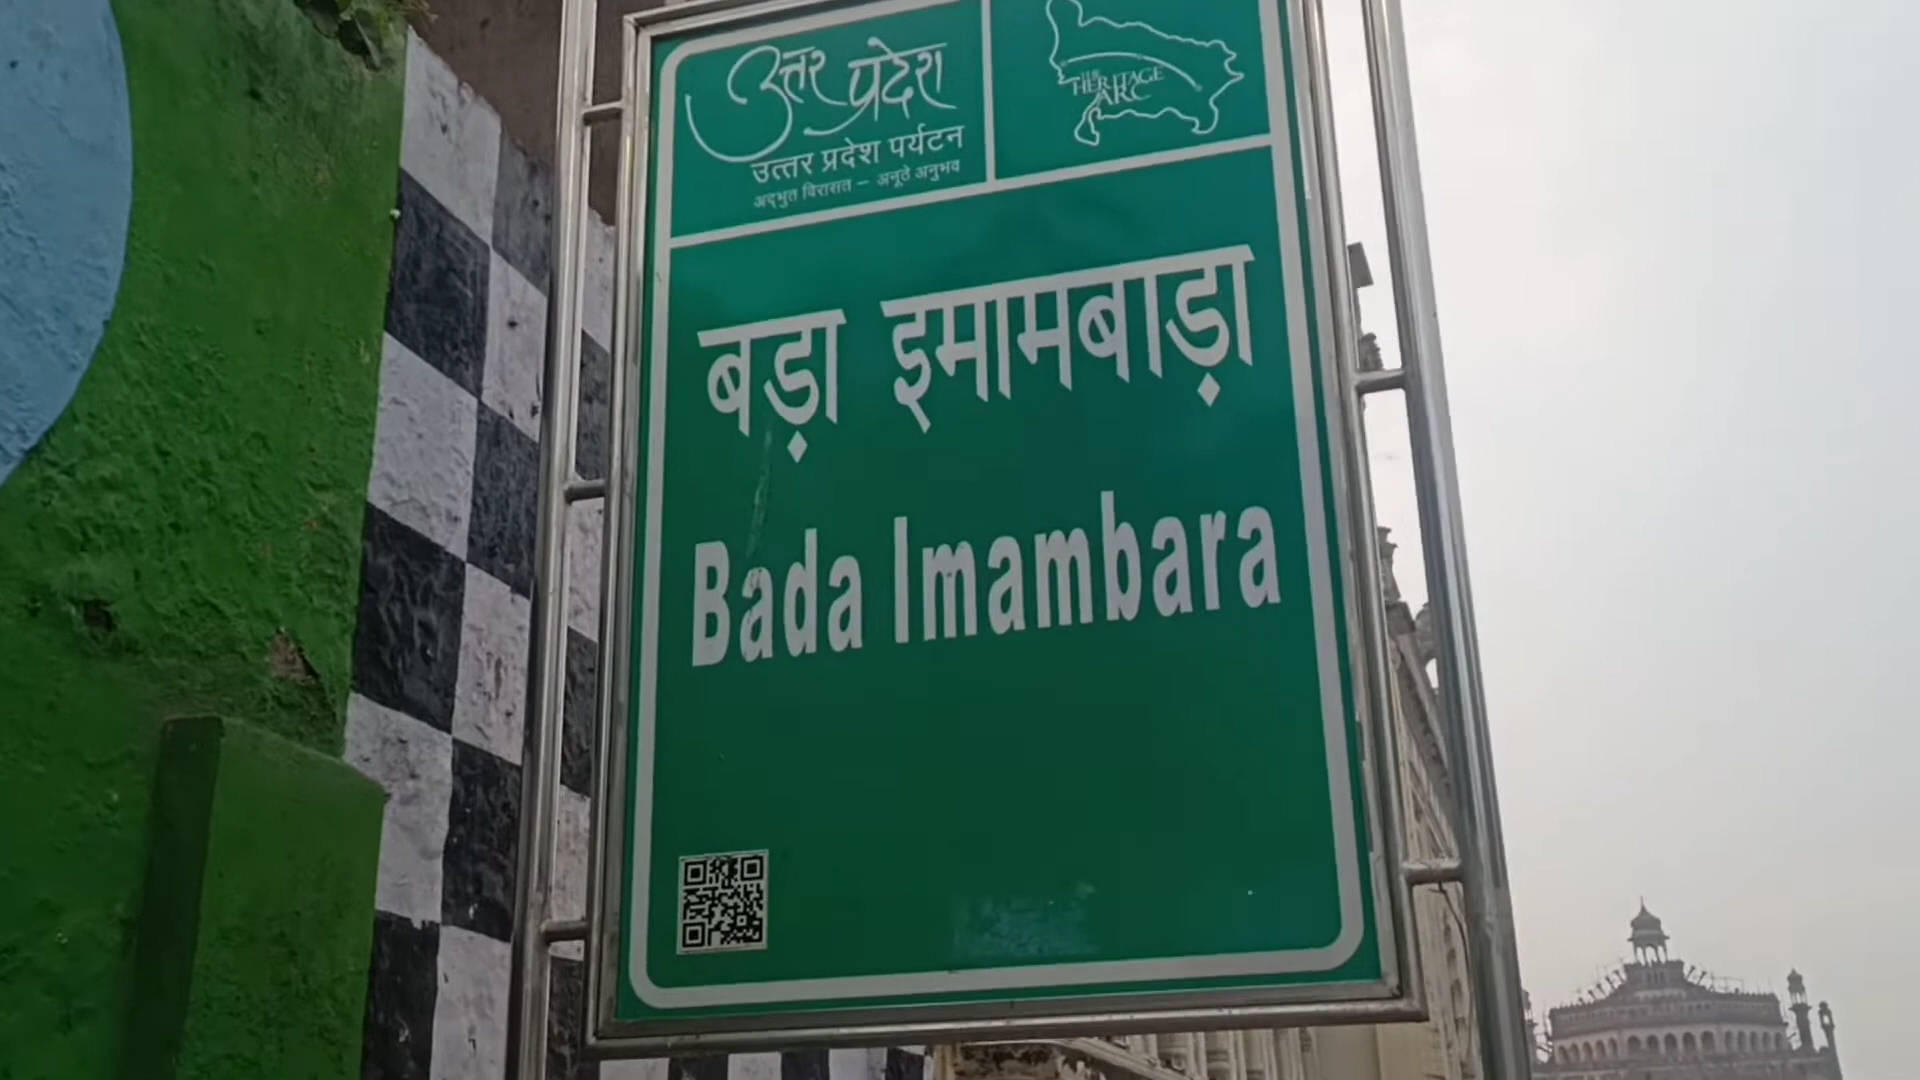 उत्तर प्रदेश
उत्तर प्रदेश पर्यटन
अद्भुत विरासत – अनूठे अनुभव
THE
HERITAGE
ARC
बड़ा इमामबाड़ा
Bada Imambara